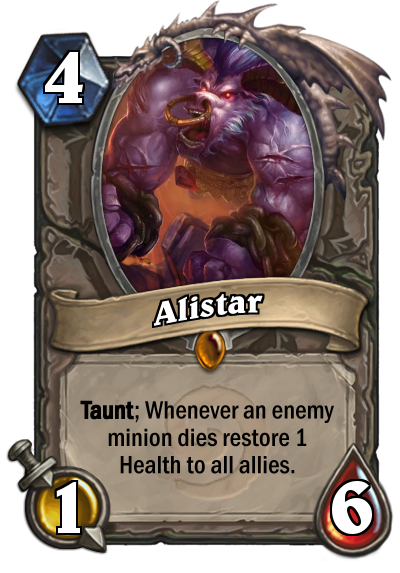 4
Alistar
Taunt; Whenever an enemy
minion dies restore 1
Health to all allies.
1
6